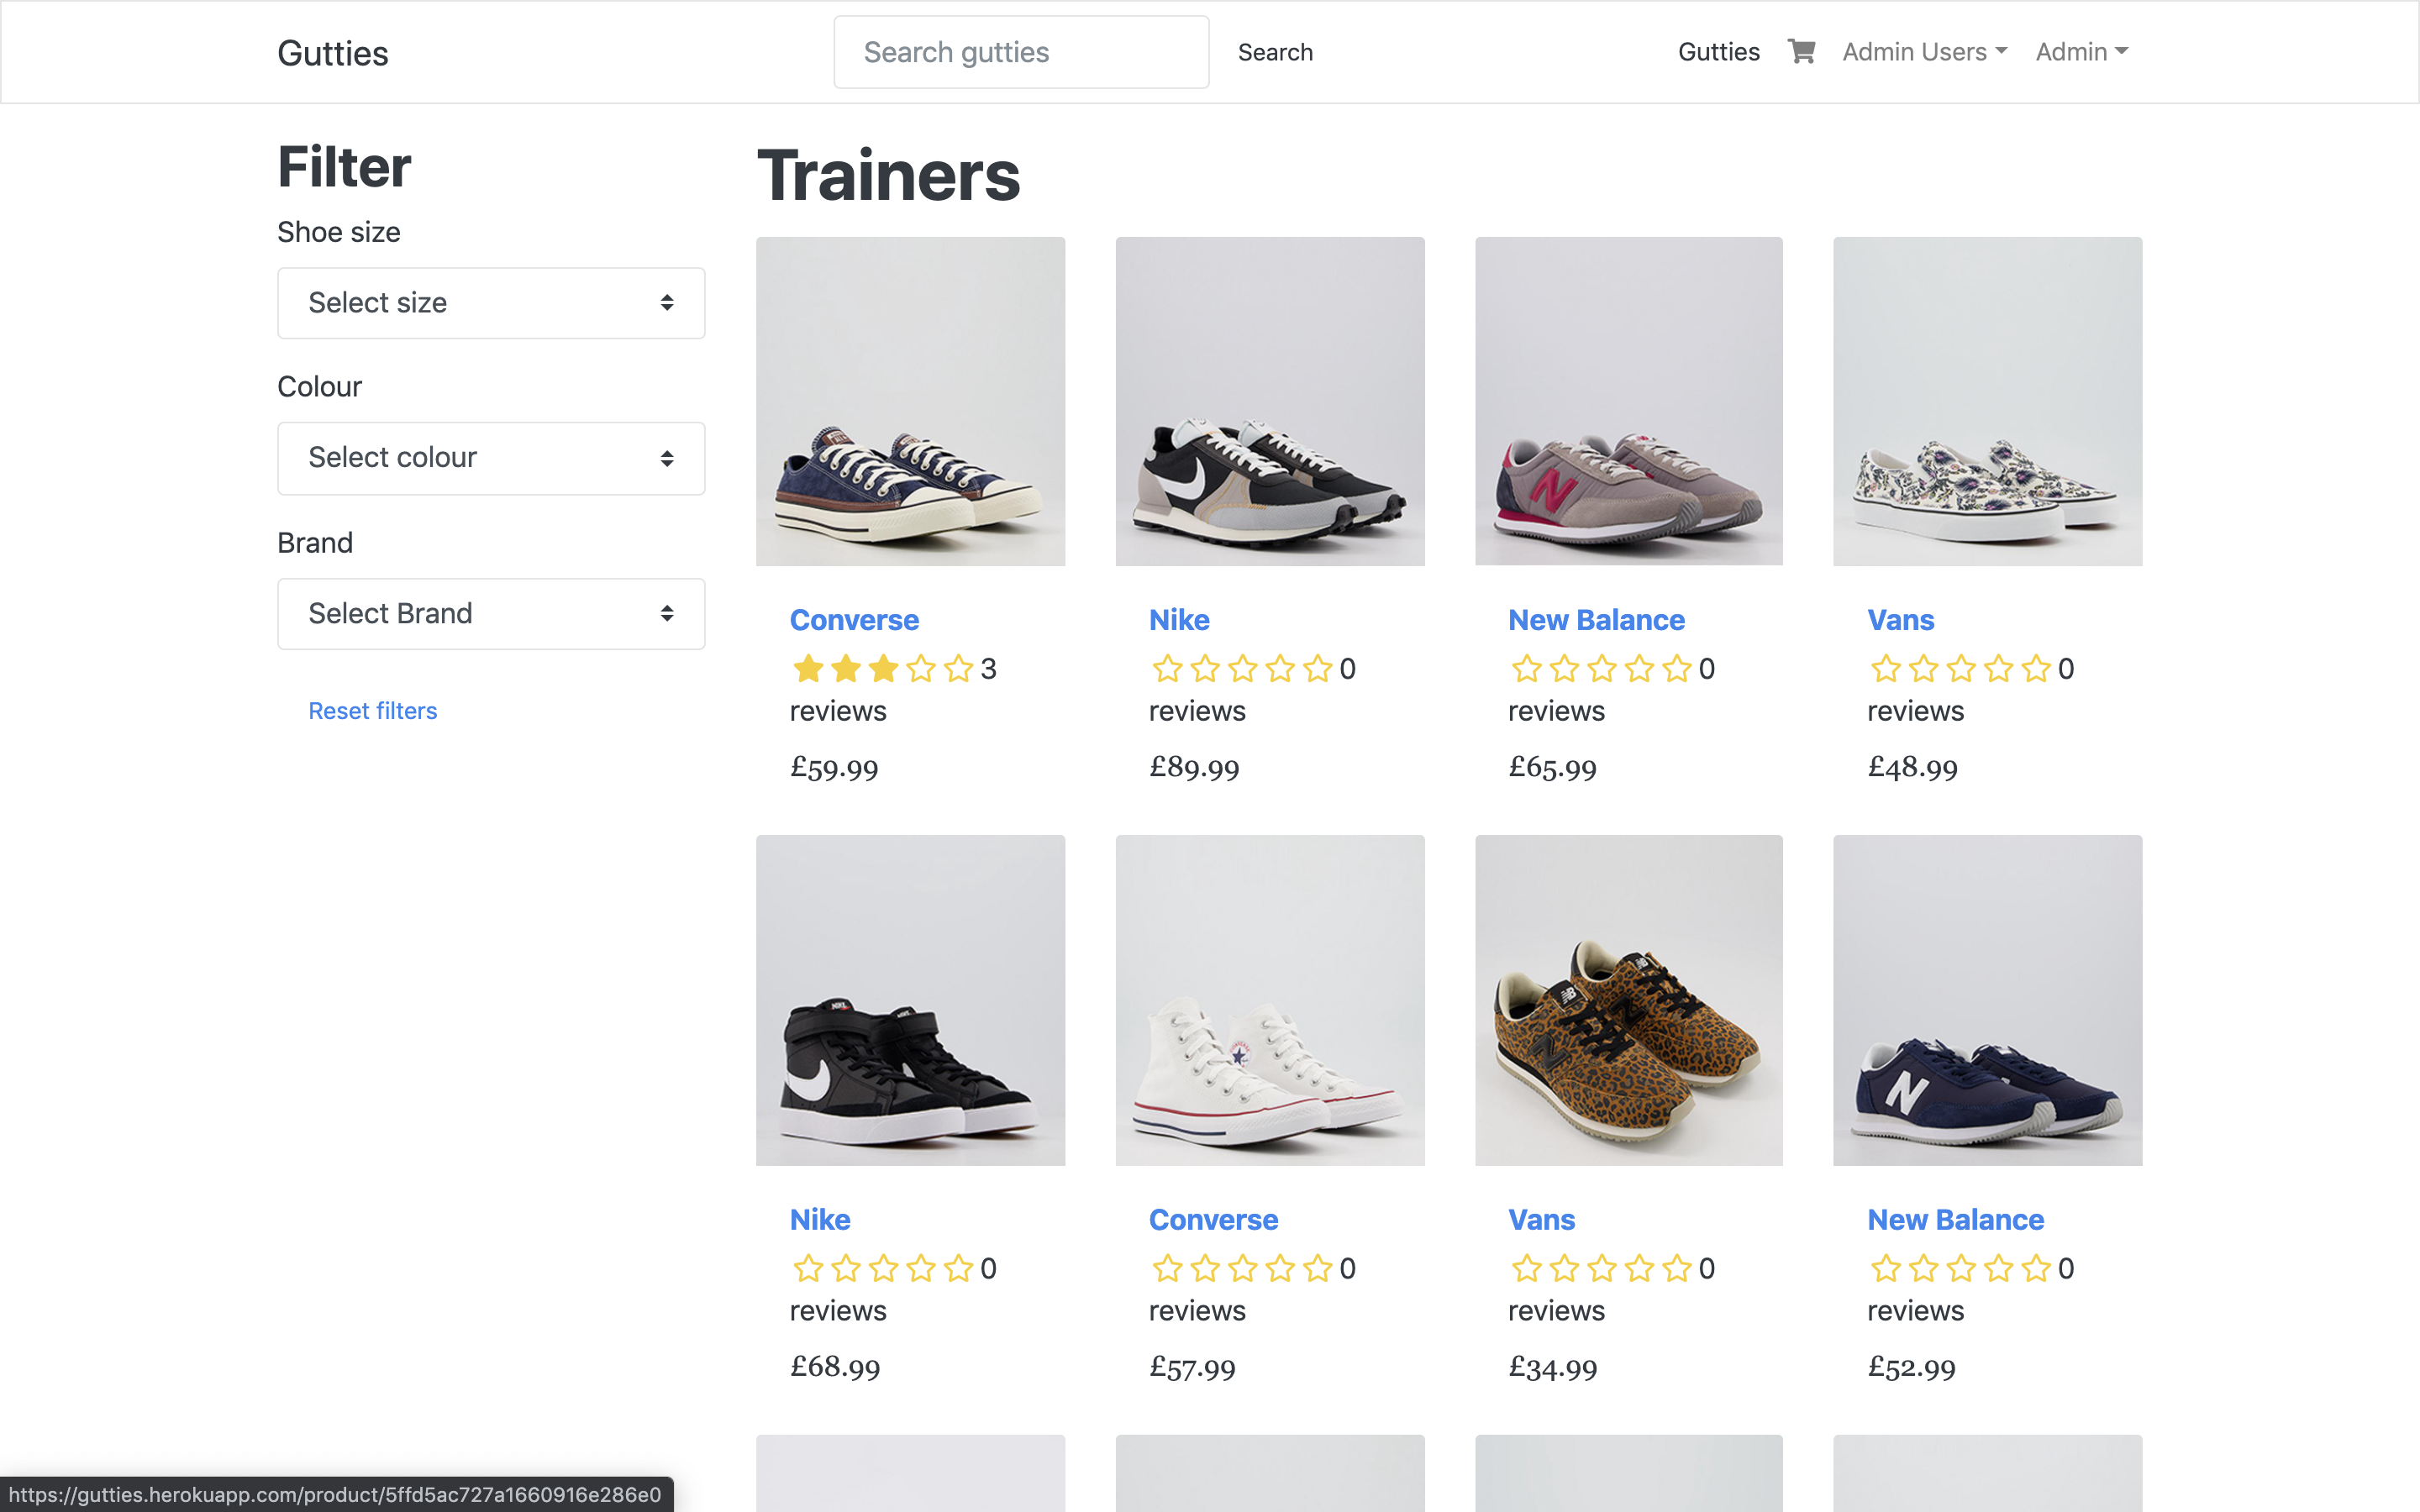 Gutties
Search gutties
Search
Gutties
Admin Users
Admin
Filter
Shoe size
Select size
Colour
Select colour
Brand
Select Brand
Reset filters
Trainers
Converse
3
reviews
£59.99
Nike
0
reviews
£89.99
New Balance
0
reviews
£65.99
Vans
0
reviews
£48.99
Nike
0
reviews
£68.99
Converse
0
reviews
£57.99
Vans
0
reviews
£34.99
New Balance
0
reviews
£52.99
https://gutties.herokuapp.com/product/5ffd5ac727a1660916e286e0